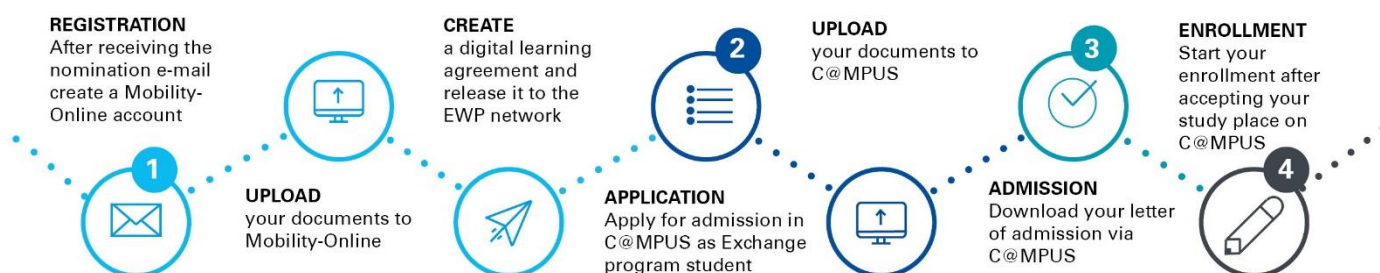 REGISTRATION
After receiving the
nomination e-mail
create a Mobility-
Online account
1
UPLOAD
your documents to
Mobility-Online
CREATE
a digital learning
agreement and
release it to the
EWP network
2
APPLICATION
Apply for admission in
C@MPUS as Exchange
program student
UPLOAD
your documents to
C@MPUS
3
ADMISSION
Download your letter
of admission via
C@MPUS
ENROLLMENT
Start your
enrollment after
accepting your
study place on
C@MPUS
4